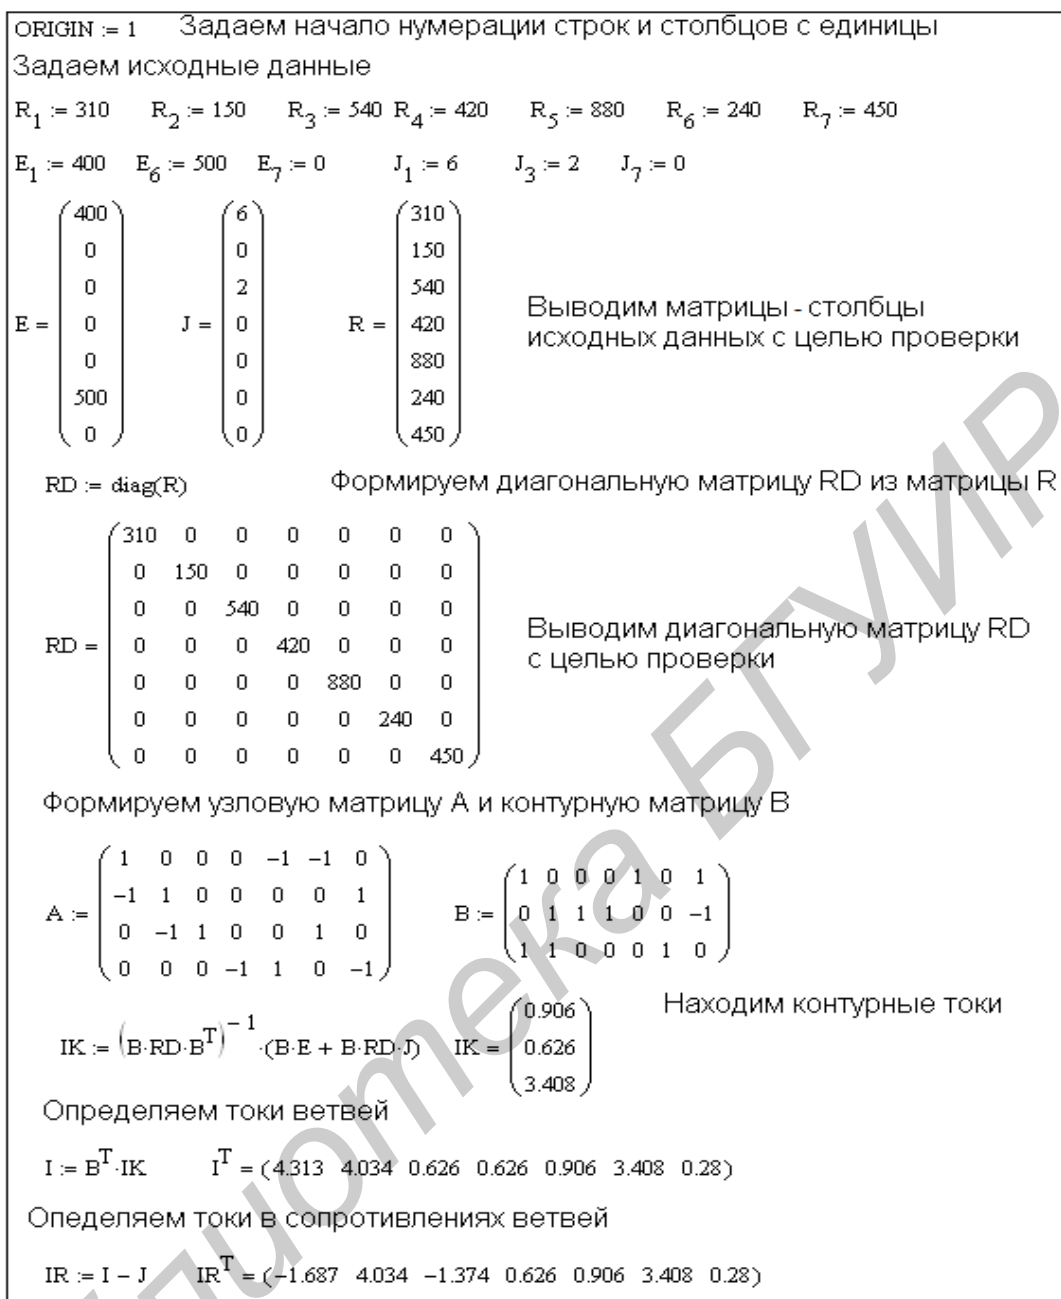 ORIGIN := 1 Задаем начало нумерации строк и столбцов с единицы
Задаем исходные данные
R1 := 310 R2 := 150 R3 := 540 R4 := 420 R5 := 880 R6 := 240 R7 := 450
E1 := 400 E6 := 500 E7 := 0 J1 := 6 J3 := 2 J7 := 0
E = (400 0 0 0 0 500 0) J = (6 0 2 0 0 0 0) R = (310 150 540 420 880 240 450)
Выводим матрицы - столбцы
исходных данных с целью проверки
RD := diag(R) Формируем диагональную матрицу RD из матрицы R
RD =
310 0 0 0 0 0 0
0 150 0 0 0 0 0
0 0 540 0 0 0 0
0 0 0 420 0 0 0
0 0 0 0 880 0 0
0 0 0 0 0 240 0
0 0 0 0 0 0 450
Выводим диагональную матрицу RD
с целью проверки
Формируем узловую матрицу A и контурную матрицу B
A :=
1 0 0 0 −1 −1 0
−1 1 0 0 0 0 1
0 −1 1 0 0 1 0
0 0 0 −1 1 0 −1
B :=
1 0 0 0 1 0 1
0 1 1 1 0 0 −1
1 1 0 0 0 1 0
Находим контурные токи
IK := (B·RD·B^T)^−1 ·(B·E + B·RD·J) IK = (0.906 0.626 3.408)
Определяем токи ветвей
I := B^T·IK I^T = (4.313 4.034 0.626 0.626 0.906 3.408 0.28)
Опеделяем токи в сопротивлениях ветвей
IR := I − J IR^T = (−1.687 4.034 −1.374 0.626 0.906 3.408 0.28)
БГУИР